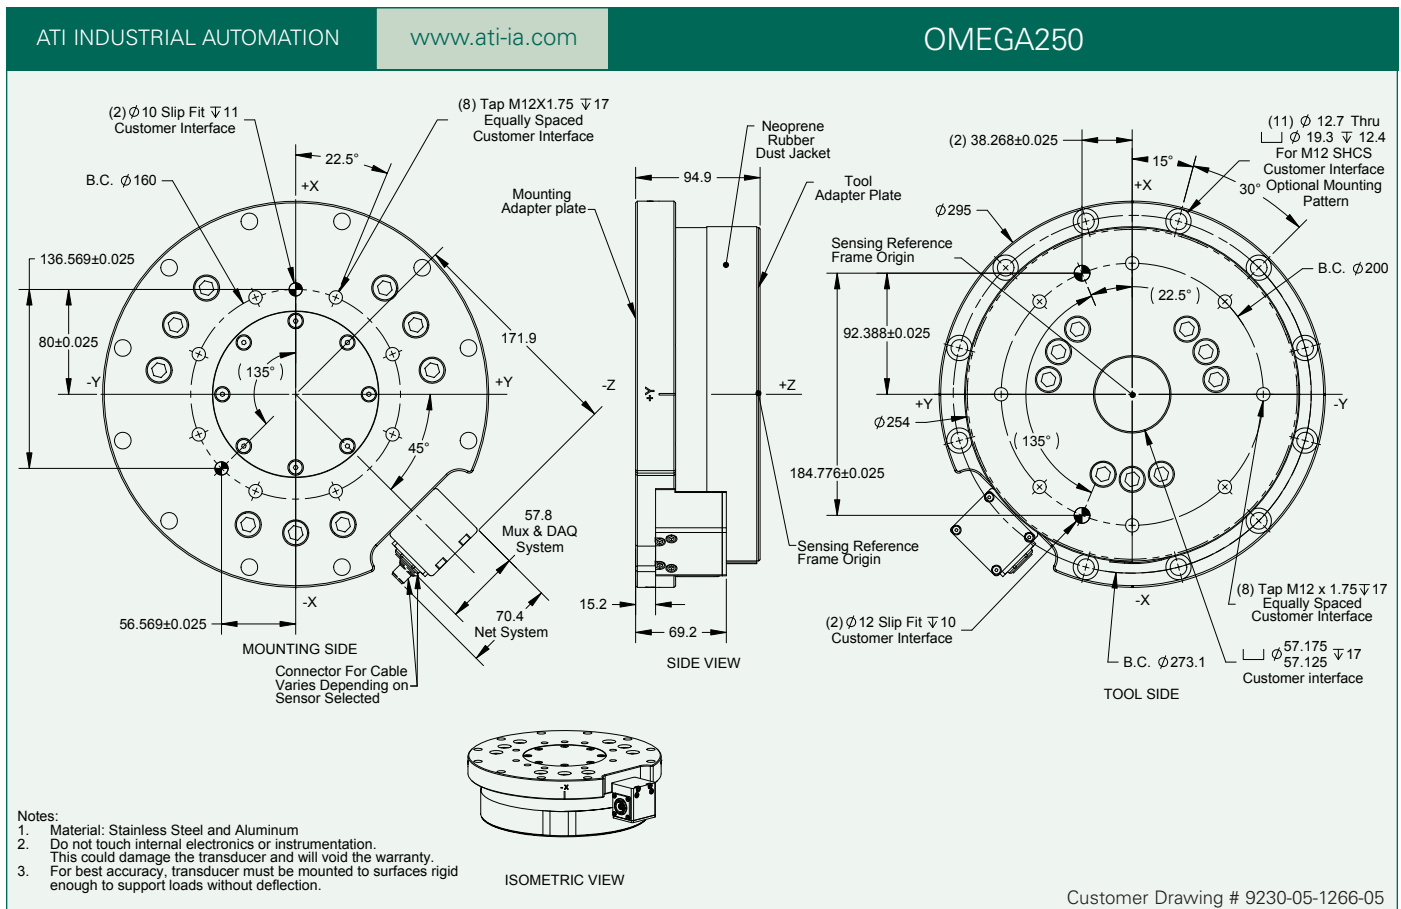 ATI INDUSTRIAL AUTOMATION
www.ati-ia.com
OMEGA250
(2) Ø10 Slip Fit ↧11
Customer Interface
(8) Tap M12X1.75 ↧17
Equally Spaced
Customer Interface
22.5°
B.C. Ø160
+X
136.569±0.025
80±0.025
(135°)
-Y
+Y
171.9
45°
57.8
Mux & DAQ
System
70.4
Net System
-X
56.569±0.025
MOUNTING SIDE
Connector For Cable
Varies Depending on
Sensor Selected
Neoprene
Rubber
Dust Jacket
94.9
Mounting
Adapter plate
Tool
Adapter Plate
-Z
+Y
+Z
Sensing Reference
Frame Origin
15.2
69.2
SIDE VIEW
(2) 38.268±0.025
15°
(11) Ø 12.7 Thru
⌴ Ø 19.3 ↧ 12.4
For M12 SHCS
Customer Interface
Optional Mounting
Pattern
30°
+X
Ø295
Sensing Reference
Frame Origin
B.C. Ø200
(22.5°)
92.388±0.025
+Y
-Y
Ø254
(135°)
184.776±0.025
-X
(8) Tap M12 x 1.75↧17
Equally Spaced
Customer Interface
(2) Ø12 Slip Fit ↧10
Customer Interface
B.C. Ø273.1
⌴ Ø57.175 ↧17
57.125
Customer interface
TOOL SIDE
-X
ISOMETRIC VIEW
Notes:
1. Material: Stainless Steel and Aluminum
2. Do not touch internal electronics or instrumentation.
This could damage the transducer and will void the warranty.
3. For best accuracy, transducer must be mounted to surfaces rigid
enough to support loads without deflection.
Customer Drawing # 9230-05-1266-05